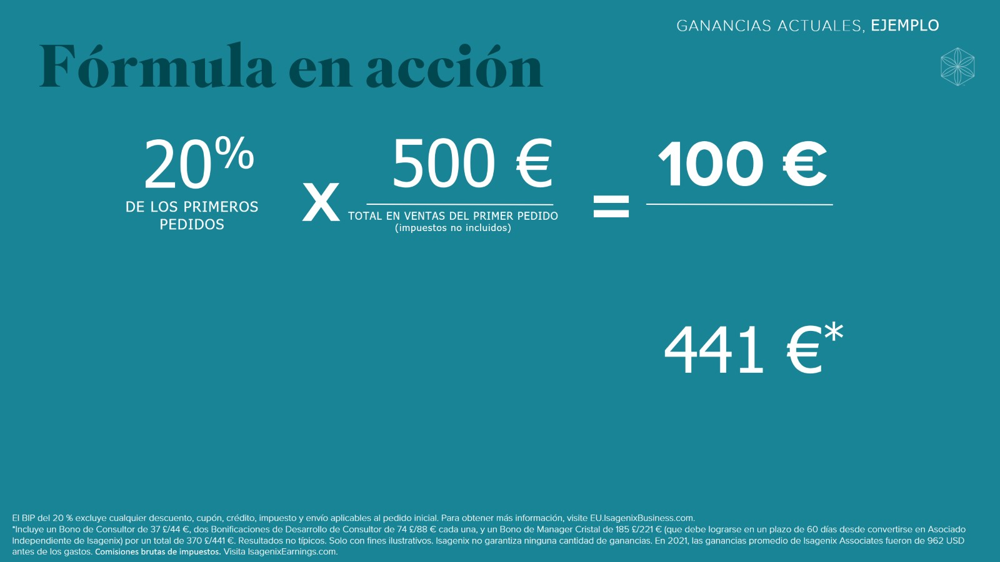 GANANCIAS ACTUALES, EJEMPLO
Fórmula en acción
20%
DE LOS PRIMEROS
PEDIDOS
x
500 €
TOTAL EN VENTAS DEL PRIMER PEDIDO
(impuestos no incluidos)
=
100 €
441 €*
El BIP del 20 % excluye cualquier descuento, cupón, crédito, impuesto y envío aplicables al pedido inicial. Para obtener más información, visite EU.IsagenixBusiness.com.
*Incluye un Bono de Consultor de 37 £/44 €, dos Bonificaciones de Desarrollo de Consultor de 74 £/88 € cada una, y un Bono de Manager Cristal de 185 £/221 € (que debe lograrse en un plazo de 60 días desde convertirse en Asociado
Independiente de Isagenix) por un total de 370 £/441 €. Resultados no típicos. Solo con fines ilustrativos. Isagenix no garantiza ninguna cantidad de ganancias. En 2021, las ganancias promedio de Isagenix Associates fueron de 962 USD
antes de los gastos. Comisiones brutas de impuestos. Visita IsagenixEarnings.com.